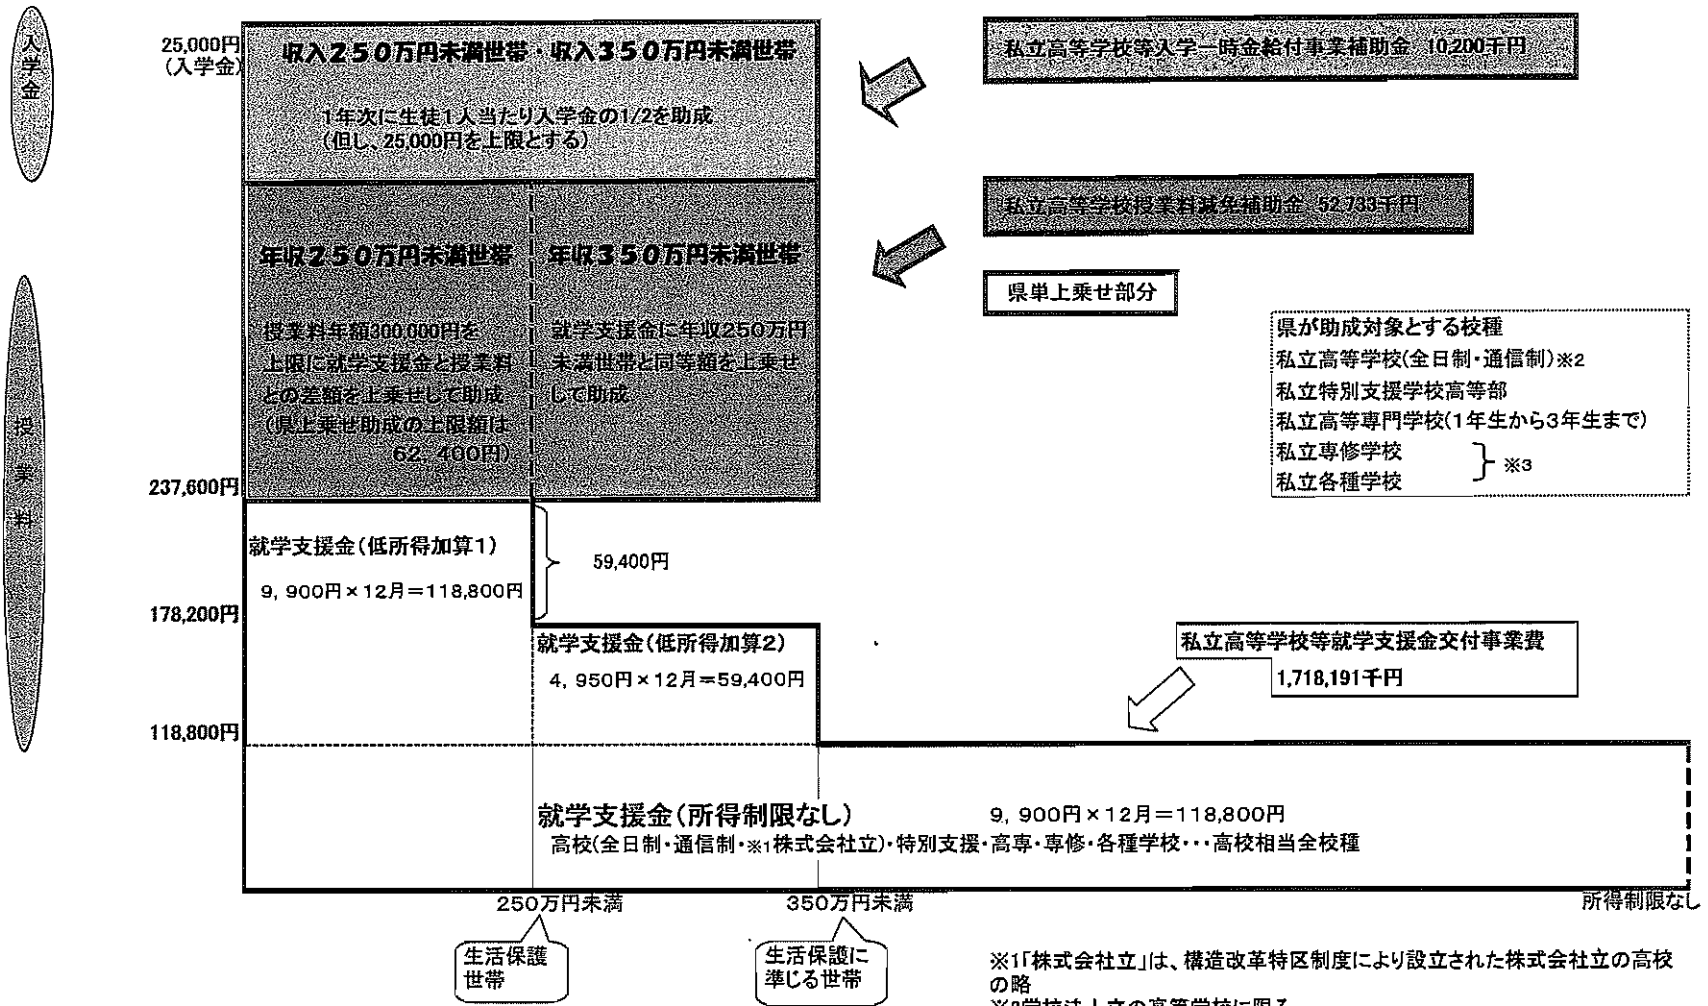 入学金
25,000円
(入学金)
収入250万円未満世帯・収入350万円未満世帯
1年次に生徒1人当たり入学金の1/2を助成
(但し、25,000円を上限とする)
私立高等学校等入学一時金給付事業補助金 10,200千円
私立高等学校授業料減免補助金 52,733千円
県単上乗せ部分
授業料
年収250万円未満世帯
授業料年額300,000円を
上限に就学支援金と授業料
との差額を上乗せして助成
(県上乗せ助成の上限額は
62,400円)
年収350万円未満世帯
就学支援金に年収250万円
未満世帯と同等額を上乗せ
して助成
県が助成対象とする校種
私立高等学校(全日制・通信制)※2
私立特別支援学校高等部
私立高等専門学校(1年生から3年生まで)
私立専修学校
私立各種学校
※3
237,600円
就学支援金(低所得加算1)
9,900円×12月=118,800円
59,400円
178,200円
就学支援金(低所得加算2)
4,950円×12月=59,400円
私立高等学校等就学支援金交付事業費
1,718,191千円
118,800円
就学支援金(所得制限なし) 9,900円×12月=118,800円
高校(全日制・通信制・※1株式会社立)・特別支援・高専・専修・各種学校・・・高校相当全校種
250万円未満
350万円未満
所得制限なし
生活保護
世帯
生活保護に
準じる世帯
※1「株式会社立」は、構造改革特区制度により設立された株式会社立の高校
の略
※2学校法人立の高等学校に限る